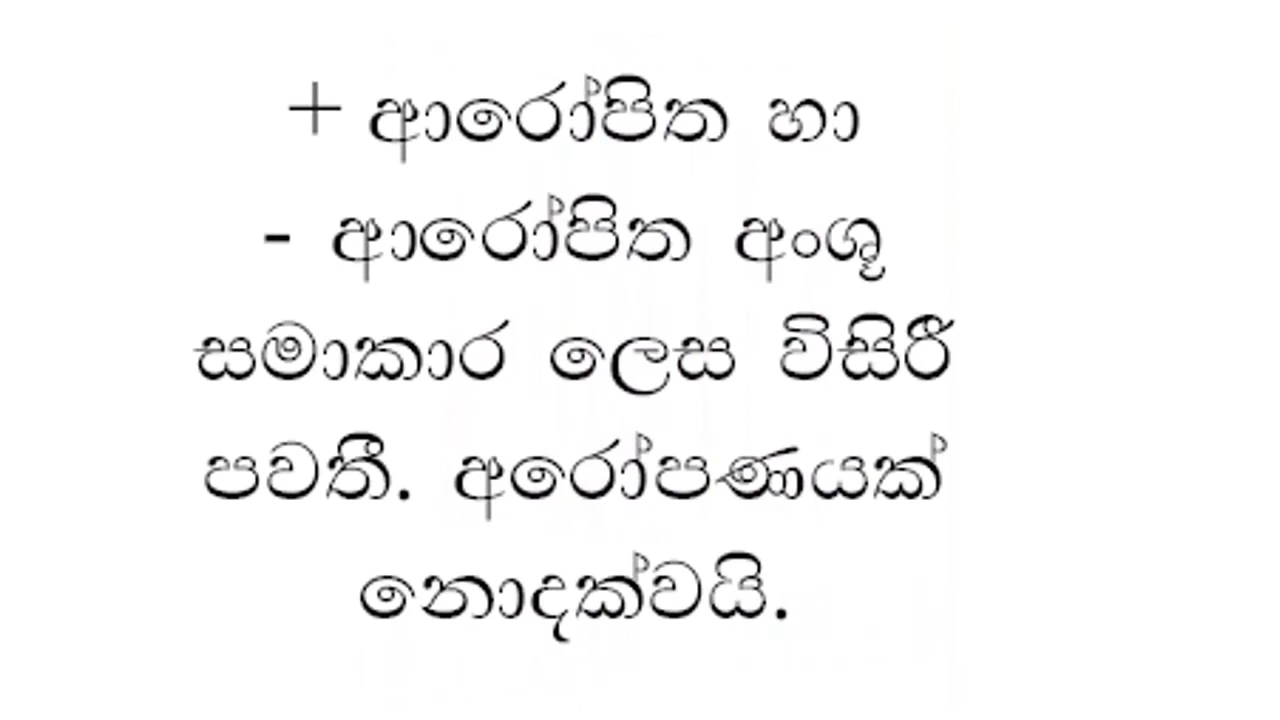 + ආරෝපිත හා
- ආරෝපිත අංශූ
සමාකාර ලෙස විසිරී
පවතී. අරෝපණයක්
නොදක්වයි.